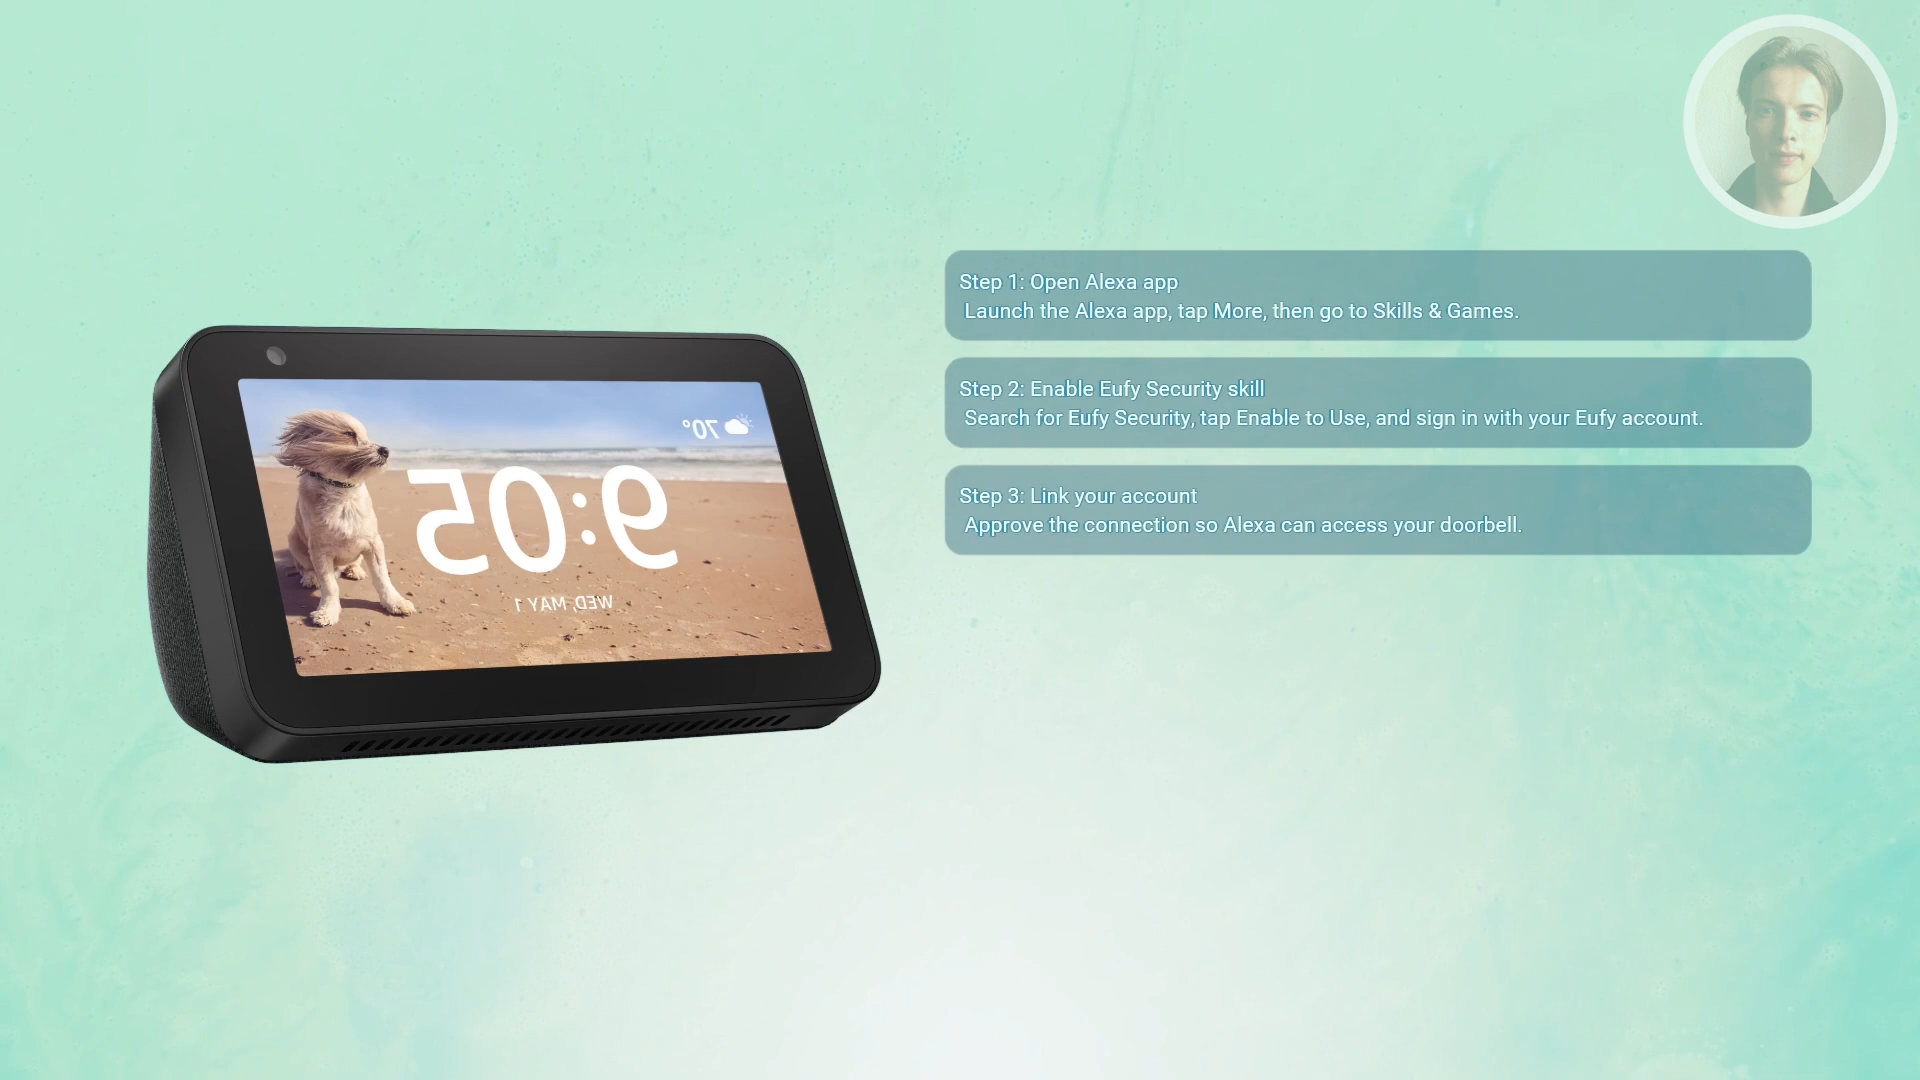 70°
9:05
WED, MAY 1
Step 1: Open Alexa app
Launch the Alexa app, tap More, then go to Skills & Games.
Step 2: Enable Eufy Security skill
Search for Eufy Security, tap Enable to Use, and sign in with your Eufy account.
Step 3: Link your account
Approve the connection so Alexa can access your doorbell.